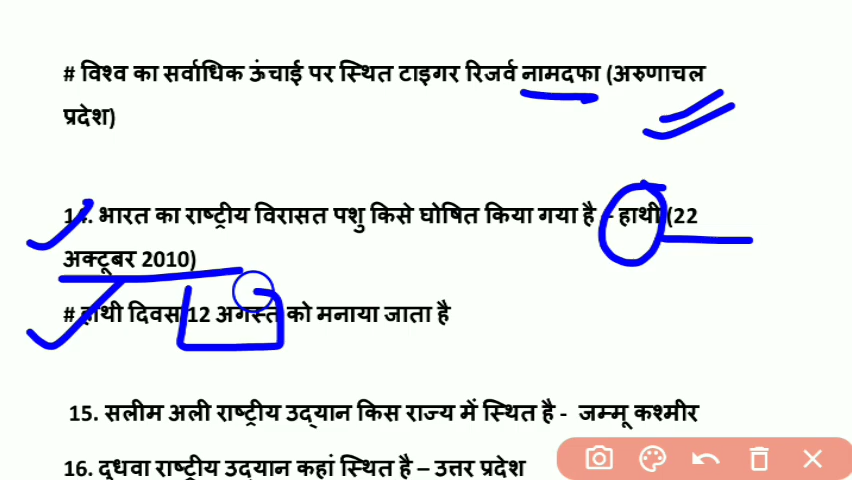 # विश्व का सर्वाधिक ऊंचाई पर स्थित टाइगर रिजर्व नामदफा (अरुणाचल
प्रदेश)
14. भारत का राष्ट्रीय विरासत पशु किसे घोषित किया गया है - हाथी (22
अक्टूबर 2010)
# हाथी दिवस 12 अगस्त को मनाया जाता है
15. सलीम अली राष्ट्रीय उद्यान किस राज्य में स्थित है - जम्मू कश्मीर
16. दुधवा राष्ट्रीय उद्यान कहां स्थित है – उत्तर प्रदेश